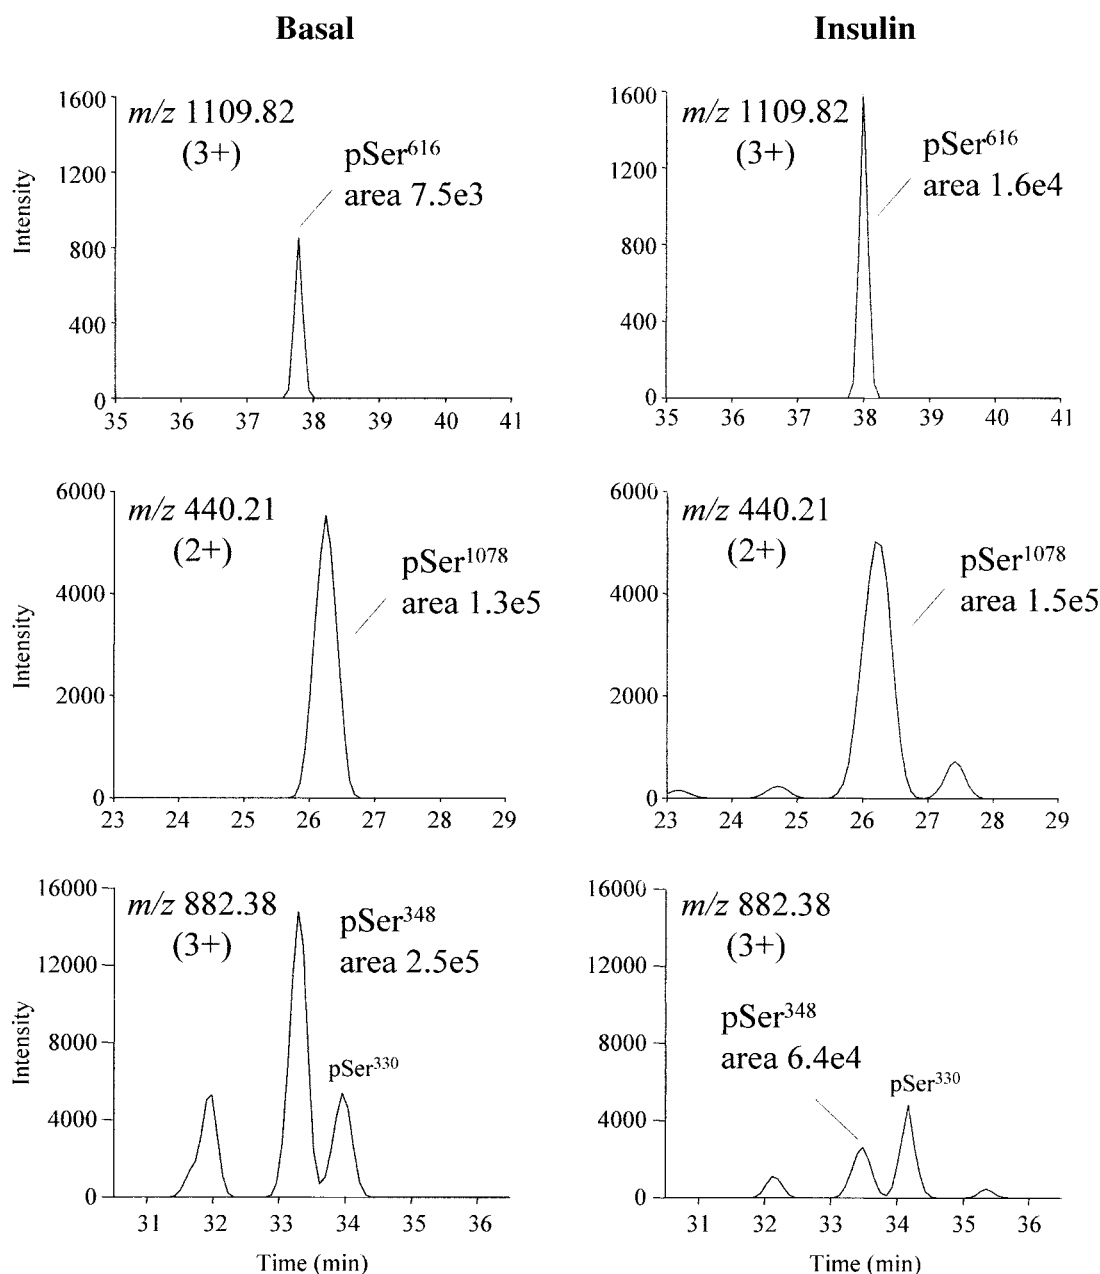 Basal
Insulin
1600
1200
800
400
0
Intensity
m/z 1109.82
(3+)
pSer⁶¹⁶
area 7.5e3
35 36 37 38 39 40 41
1600
1200
800
400
0
m/z 1109.82
(3+)
pSer⁶¹⁶
area 1.6e4
35 36 37 38 39 40 41
6000
4000
2000
0
Intensity
m/z 440.21
(2+)
pSer¹⁰⁷⁸
area 1.3e5
23 24 25 26 27 28 29
6000
4000
2000
0
m/z 440.21
(2+)
pSer¹⁰⁷⁸
area 1.5e5
23 24 25 26 27 28 29
16000
12000
8000
4000
0
Intensity
m/z 882.38
(3+)
pSer³⁴⁸
area 2.5e5
pSer³³⁰
31 32 33 34 35 36
Time (min)
16000
12000
8000
4000
0
m/z 882.38
(3+)
pSer³⁴⁸
area 6.4e4
pSer³³⁰
31 32 33 34 35 36
Time (min)